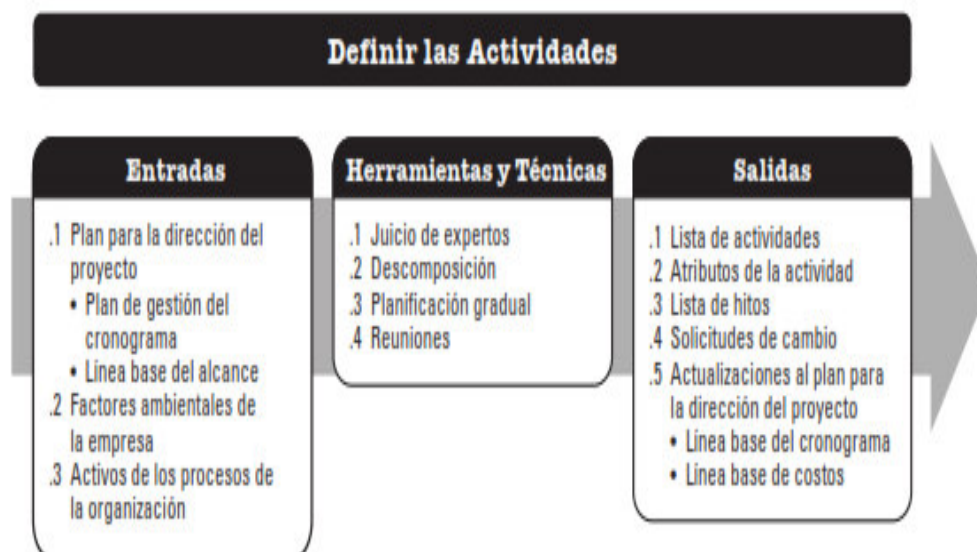 Definir las Actividades
Entradas
.1 Plan para la dirección del
proyecto
• Plan de gestión del
cronograma
• Línea base del alcance
.2 Factores ambientales de
la empresa
.3 Activos de los procesos de
la organización
Herramientas y Técnicas
.1 Juicio de expertos
.2 Descomposición
.3 Planificación gradual
.4 Reuniones
Salidas
.1 Lista de actividades
.2 Atributos de la actividad
.3 Lista de hitos
.4 Solicitudes de cambio
.5 Actualizaciones al plan para
la dirección del proyecto
• Línea base del cronograma
• Línea base de costos